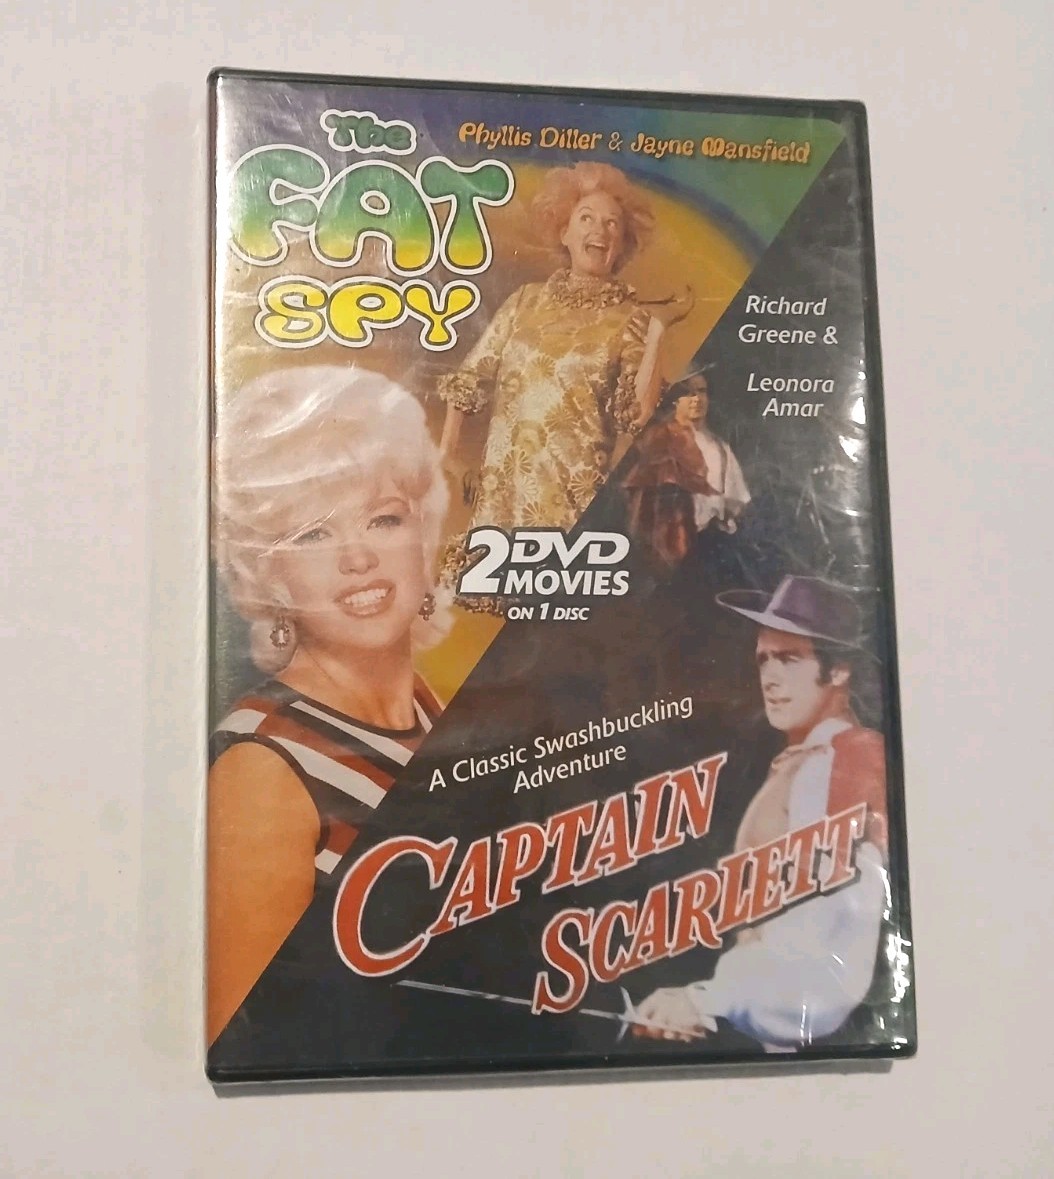 The
FAT
SPY
Phyllis Diller & Jayne Mansfield
Richard
Greene &
Leonora
Amar
2 DVD
MOVIES
ON 1 DISC
A Classic Swashbuckling
Adventure
CAPTAIN
SCARLETT